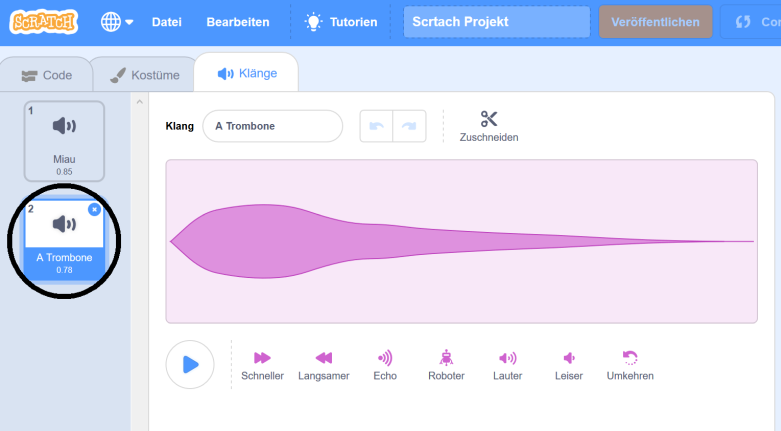 SCRATCH Datei Bearbeiten Tutorien Scrtach Projekt Veröffentlichen Com
Code Kostüme Klänge
1
Miau
0.85
2
A Trombone
0.78
Klang A Trombone
Zuschneiden
Schneller Langsamer Echo Roboter Lauter Leiser Umkehren